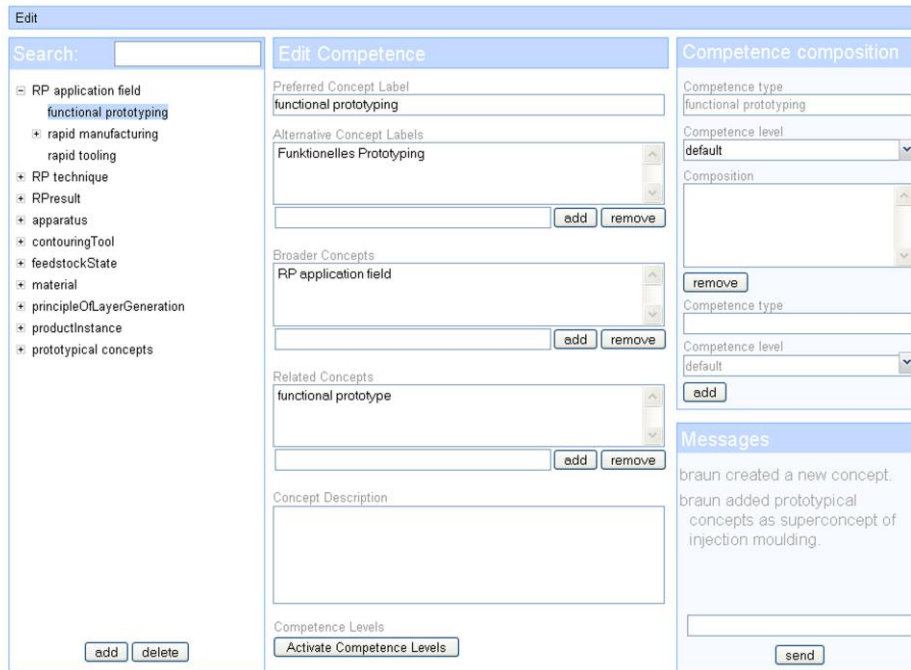 Edit
Search:
RP application field
functional prototyping
rapid manufacturing
rapid tooling
RP technique
RPresult
apparatus
contouringTool
feedstockState
material
principleOfLayerGeneration
productInstance
prototypical concepts
add delete
Edit Competence
Preferred Concept Label
functional prototyping
Alternative Concept Labels
Funktionelles Prototyping
add remove
Broader Concepts
RP application field
add remove
Related Concepts
functional prototype
add remove
Concept Description
Competence Levels
Activate Competence Levels
Competence composition
Competence type
functional prototyping
Competence level
default
Composition
remove
Competence type
Competence level
default
add
Messages
braun created a new concept.
braun added prototypical
concepts as superconcept of
injection moulding.
send